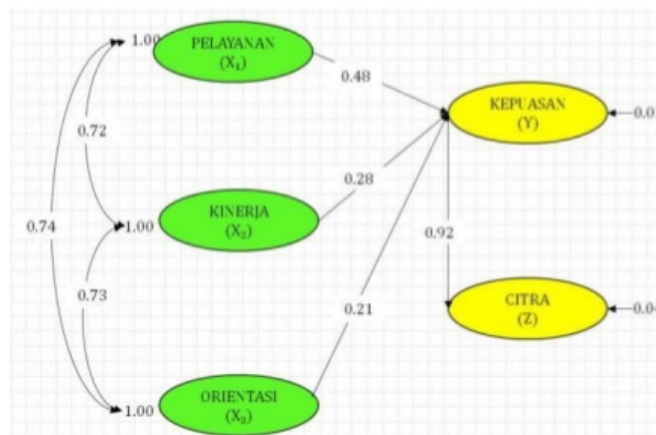 1.00
PELAYANAN
(X₁)
0.48
KEPUASAN
(Y)
0.72
0.28
KINERJA
(X₂)
1.00
0.74
0.92
0.73
0.21
CITRA
(Z)
ORIENTASI
(X₃)
1.00